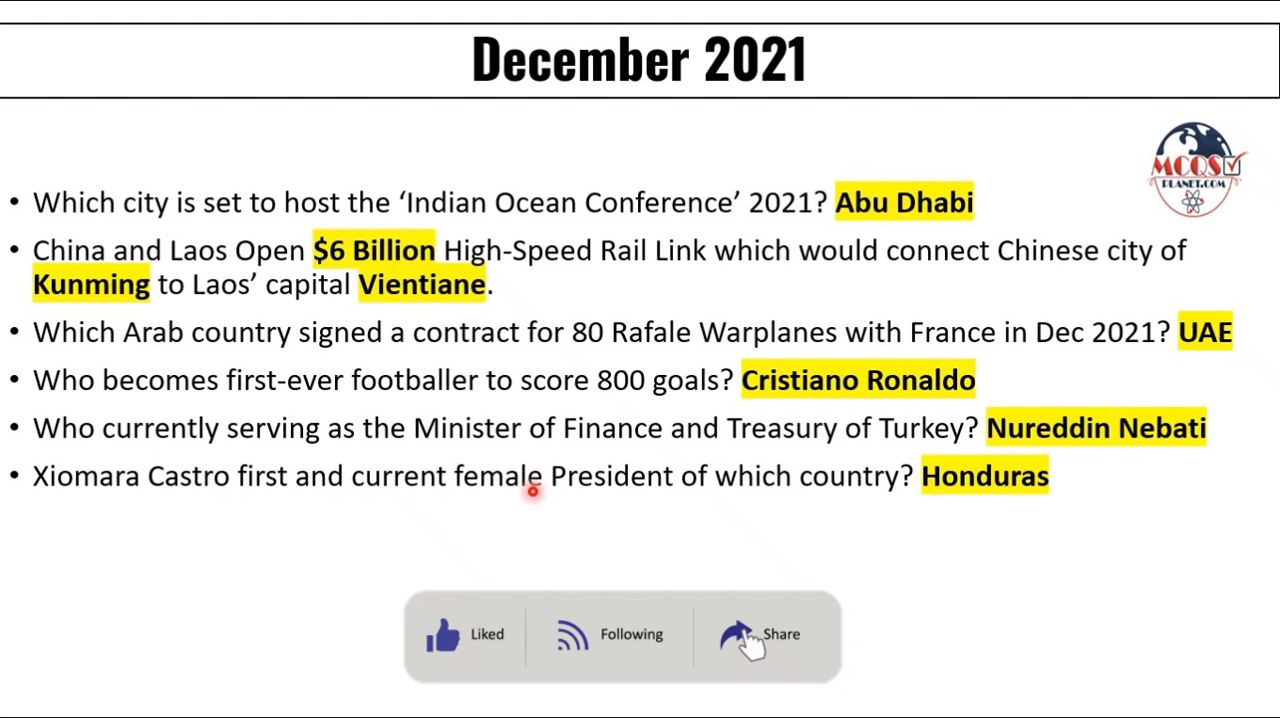 December 2021
MCQS
PLANET.COM
• Which city is set to host the ‘Indian Ocean Conference’ 2021? Abu Dhabi
• China and Laos Open $6 Billion High-Speed Rail Link which would connect Chinese city of
Kunming to Laos’ capital Vientiane.
• Which Arab country signed a contract for 80 Rafale Warplanes with France in Dec 2021? UAE
• Who becomes first-ever footballer to score 800 goals? Cristiano Ronaldo
• Who currently serving as the Minister of Finance and Treasury of Turkey? Nureddin Nebati
• Xiomara Castro first and current female President of which country? Honduras
Liked Following Share